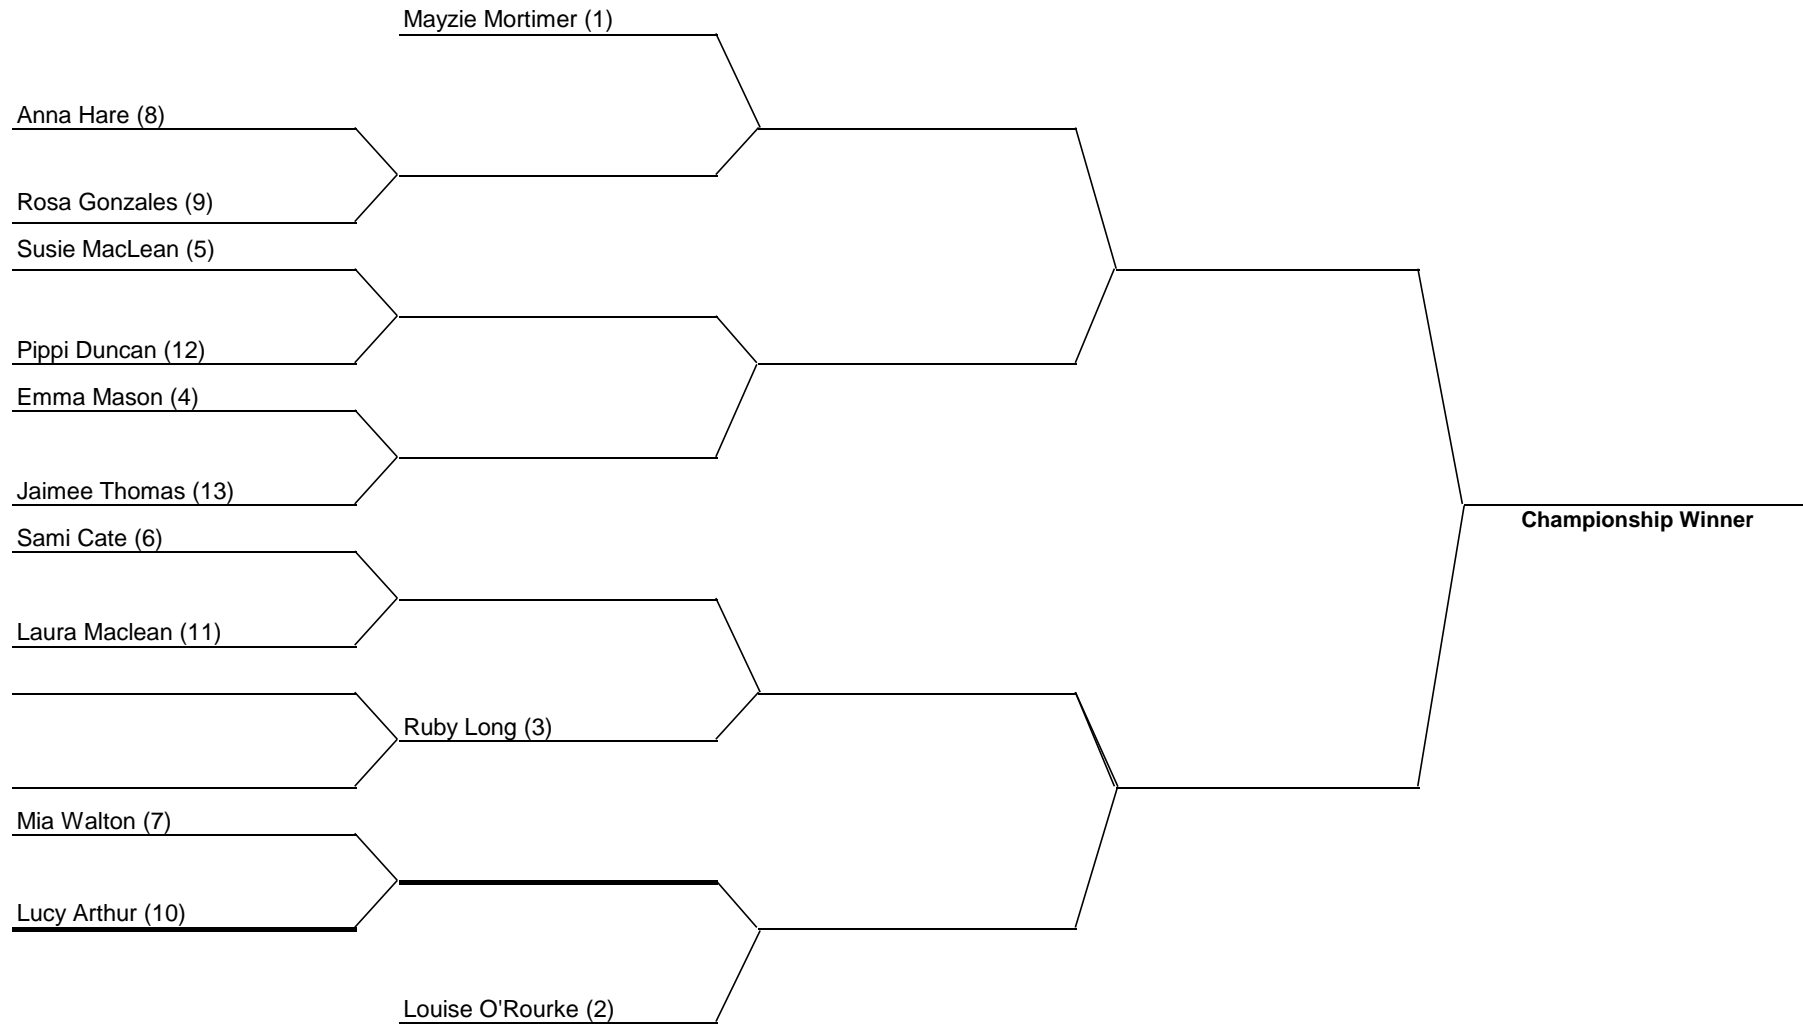 Mayzie Mortimer (1)
Anna Hare (8)
Rosa Gonzales (9)
Susie MacLean (5)
Pippi Duncan (12)
Emma Mason (4)
Jaimee Thomas (13)
Championship Winner
Sami Cate (6)
Laura Maclean (11)
Ruby Long (3)
Mia Walton (7)
Lucy Arthur (10)
Louise O'Rourke (2)